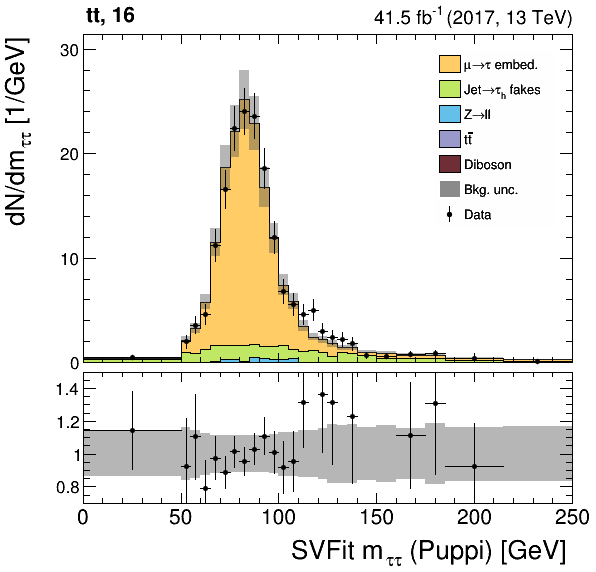 tt, 16
41.5 fb⁻¹ (2017, 13 TeV)
dN/dm_ττ [1/GeV]
30
20
10
0
μ→τ embed.
Jet→τ_h fakes
Z→ll
tt̄
Diboson
Bkg. unc.
Data
1.4
1.2
1
0.8
0 50 100 150 200 250
SVFit m_ττ (Puppi) [GeV]